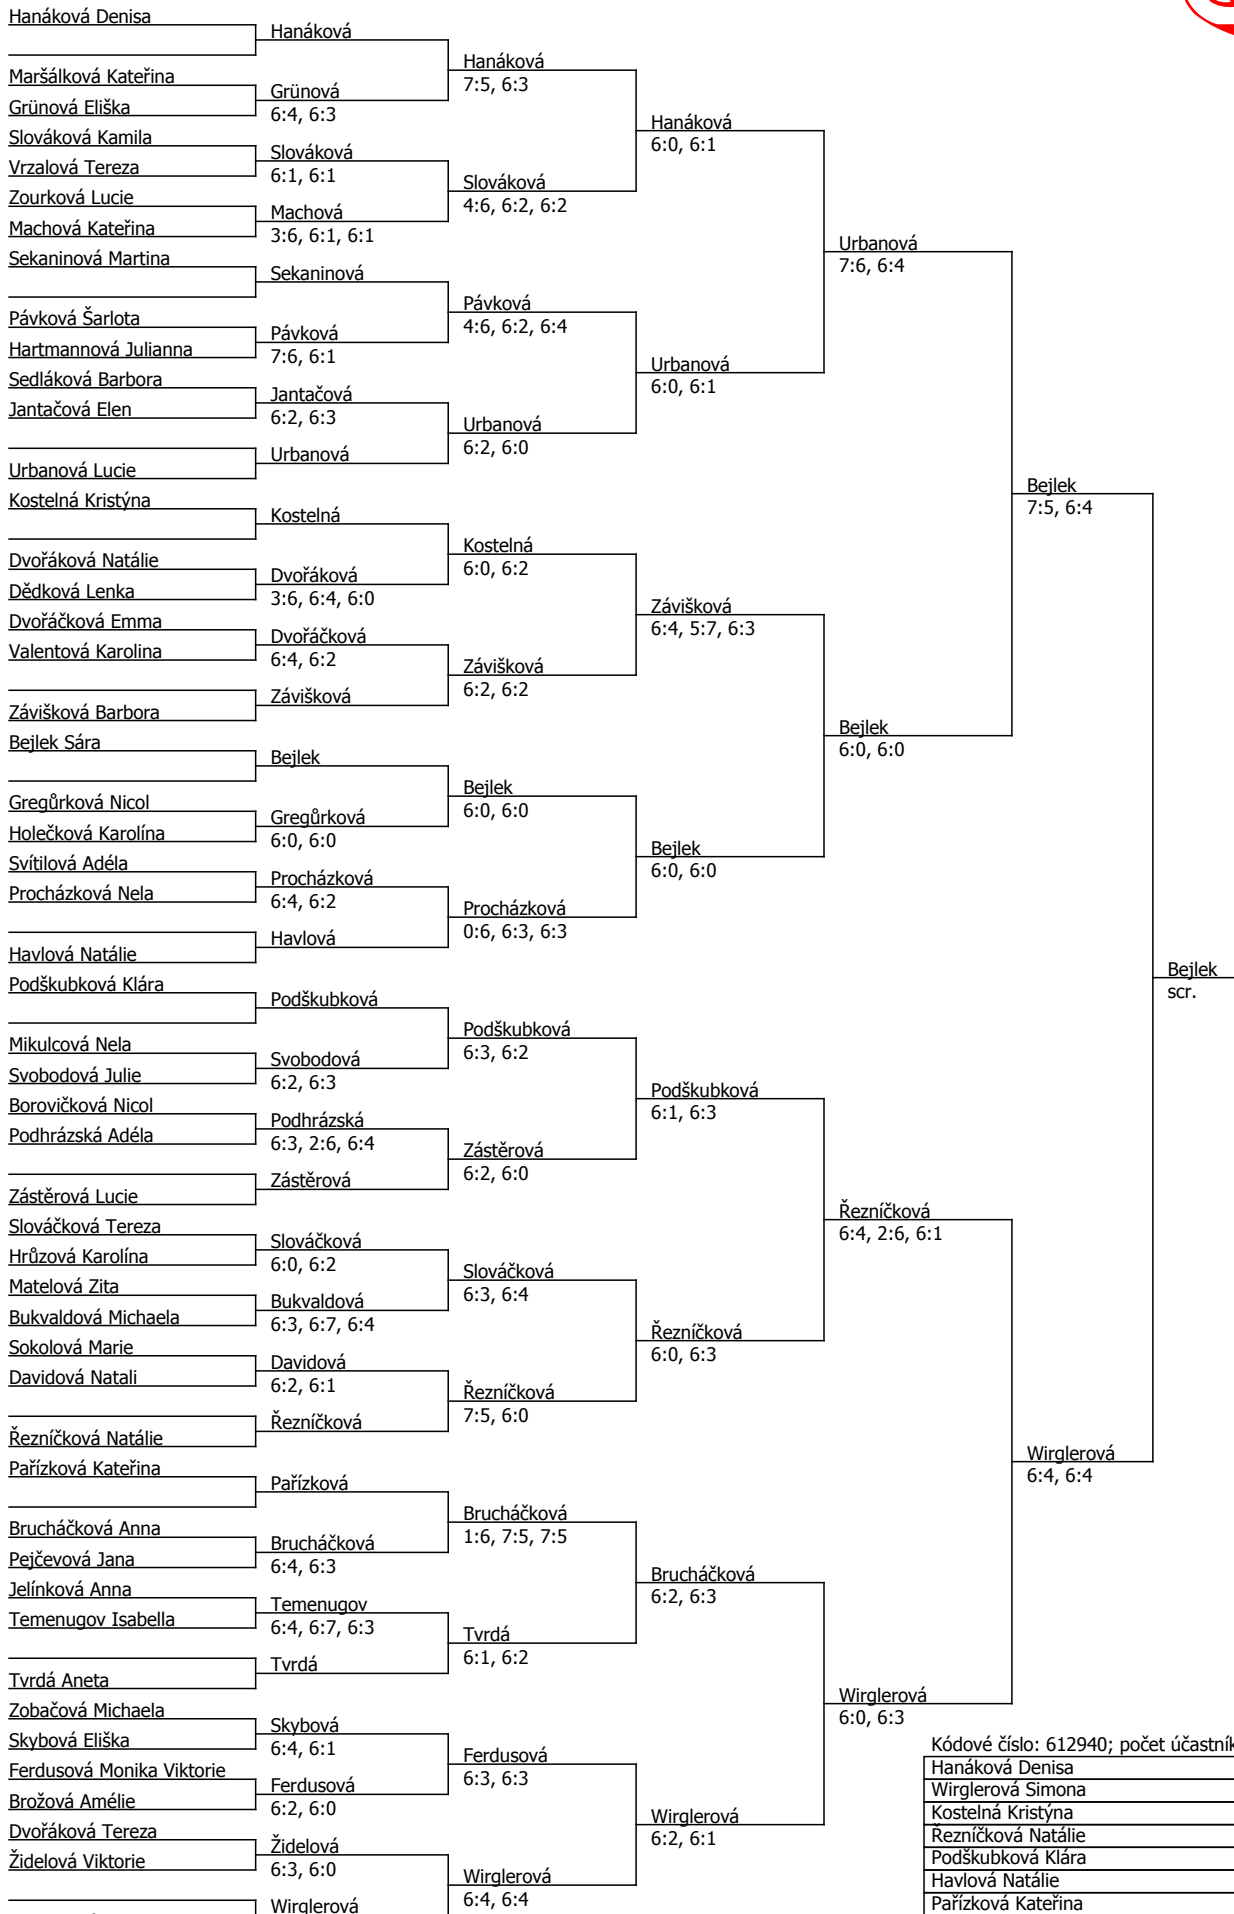 Hanáková Denisa
Maršálková Kateřina
Grünová Eliška
Slováková Kamila
Vrzalová Tereza
Zourková Lucie
Machová Kateřina
Sekaninová Martina
Pávková Šarlota
Hartmannová Julianna
Sedláková Barbora
Jantačová Elen
Urbanová Lucie
Kostelná Kristýna
Dvořáková Natálie
Dědková Lenka
Dvořáčková Emma
Valentová Karolina
Závišková Barbora
Bejlek Sára
Gregůrková Nicol
Holečková Karolína
Svítilová Adéla
Procházková Nela
Havlová Natálie
Podškubková Klára
Mikulcová Nela
Svobodová Julie
Borovičková Nicol
Podhrázská Adéla
Zástěrová Lucie
Slováčková Tereza
Hrůzová Karolína
Matelová Zita
Bukvaldová Michaela
Sokolová Marie
Davidová Natali
Řezníčková Natálie
Pařízková Kateřina
Brucháčková Anna
Pejčevová Jana
Jelínková Anna
Temenugov Isabella
Tvrdá Aneta
Zobačová Michaela
Skybová Eliška
Ferdusová Monika Viktorie
Brožová Amélie
Dvořáková Tereza
Židelová Viktorie
Hanáková
Grünová
6:4, 6:3
Slováková
6:1, 6:1
Machová
3:6, 6:1, 6:1
Sekaninová
Pávková
7:6, 6:1
Jantačová
6:2, 6:3
Urbanová
Kostelná
Dvořáková
3:6, 6:4, 6:0
Dvořáčková
6:4, 6:2
Závišková
Bejlek
Gregůrková
6:0, 6:0
Procházková
6:4, 6:2
Havlová
Podškubková
Svobodová
6:2, 6:3
Podhrázská
6:3, 2:6, 6:4
Zástěrová
Slováčková
6:0, 6:2
Bukvaldová
6:3, 6:7, 6:4
Davidová
6:2, 6:1
Řezníčková
Pařízková
Brucháčková
6:4, 6:3
Temenugov
6:4, 6:7, 6:3
Tvrdá
Skybová
6:4, 6:1
Ferdusová
6:2, 6:0
Židelová
6:3, 6:0
Wirglerová
Hanáková
7:5, 6:3
Slováková
4:6, 6:2, 6:2
Pávková
4:6, 6:2, 6:4
Urbanová
6:2, 6:0
Kostelná
6:0, 6:2
Závišková
6:2, 6:2
Bejlek
6:0, 6:0
Procházková
0:6, 6:3, 6:3
Podškubková
6:3, 6:2
Zástěrová
6:2, 6:0
Slováčková
6:3, 6:4
Řezníčková
7:5, 6:0
Brucháčková
1:6, 7:5, 7:5
Tvrdá
6:1, 6:2
Ferdusová
6:3, 6:3
Wirglerová
6:4, 6:4
Hanáková
6:0, 6:1
Urbanová
6:0, 6:1
Závišková
6:4, 5:7, 6:3
Bejlek
6:0, 6:0
Podškubková
6:1, 6:3
Řezníčková
6:0, 6:3
Brucháčková
6:2, 6:3
Wirglerová
6:2, 6:1
Urbanová
7:6, 6:4
Bejlek
6:0, 6:0
Řezníčková
6:4, 2:6, 6:1
Wirglerová
6:0, 6:3
Bejlek
7:5, 6:4
Wirglerová
6:4, 6:4
Bejlek
scr.
Kódové číslo: 612940; počet účastník
Hanáková Denisa
Wirglerová Simona
Kostelná Kristýna
Řezníčková Natálie
Podškubková Klára
Havlová Natálie
Pařízková Kateřina